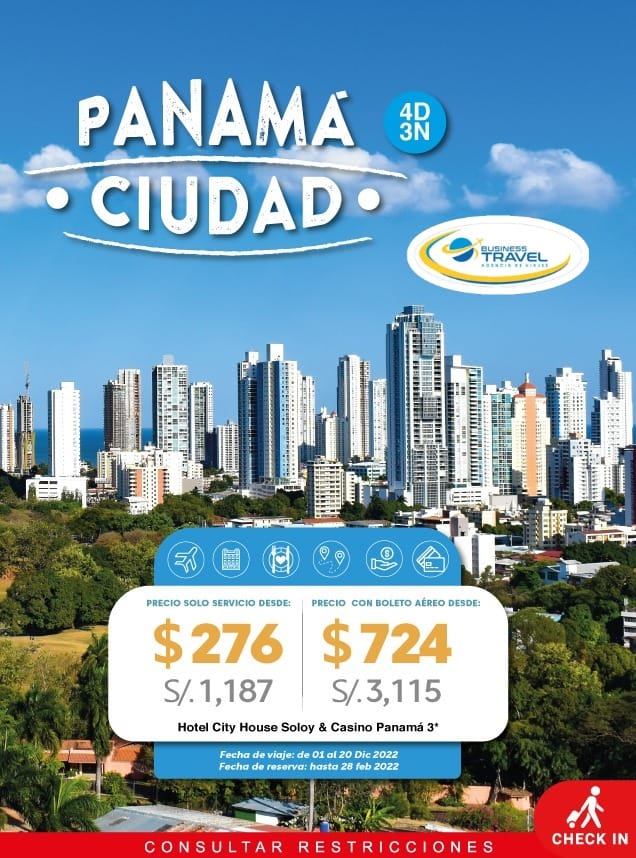 PANAMÁ
4D
3N
• CIUDAD •
BUSINESS
TRAVEL
AGENCIA DE VIAJES
PRECIO SOLO SERVICIO DESDE:
$ 276
S/. 1,187
PRECIO CON BOLETO AÉREO DESDE:
$ 724
S/. 3,115
Hotel City House Soloy & Casino Panamá 3*
Fecha de viaje: de 01 al 20 Dic 2022
Fecha de reserva: hasta 28 feb 2022
CHECK IN
CONSULTAR RESTRICCIONES